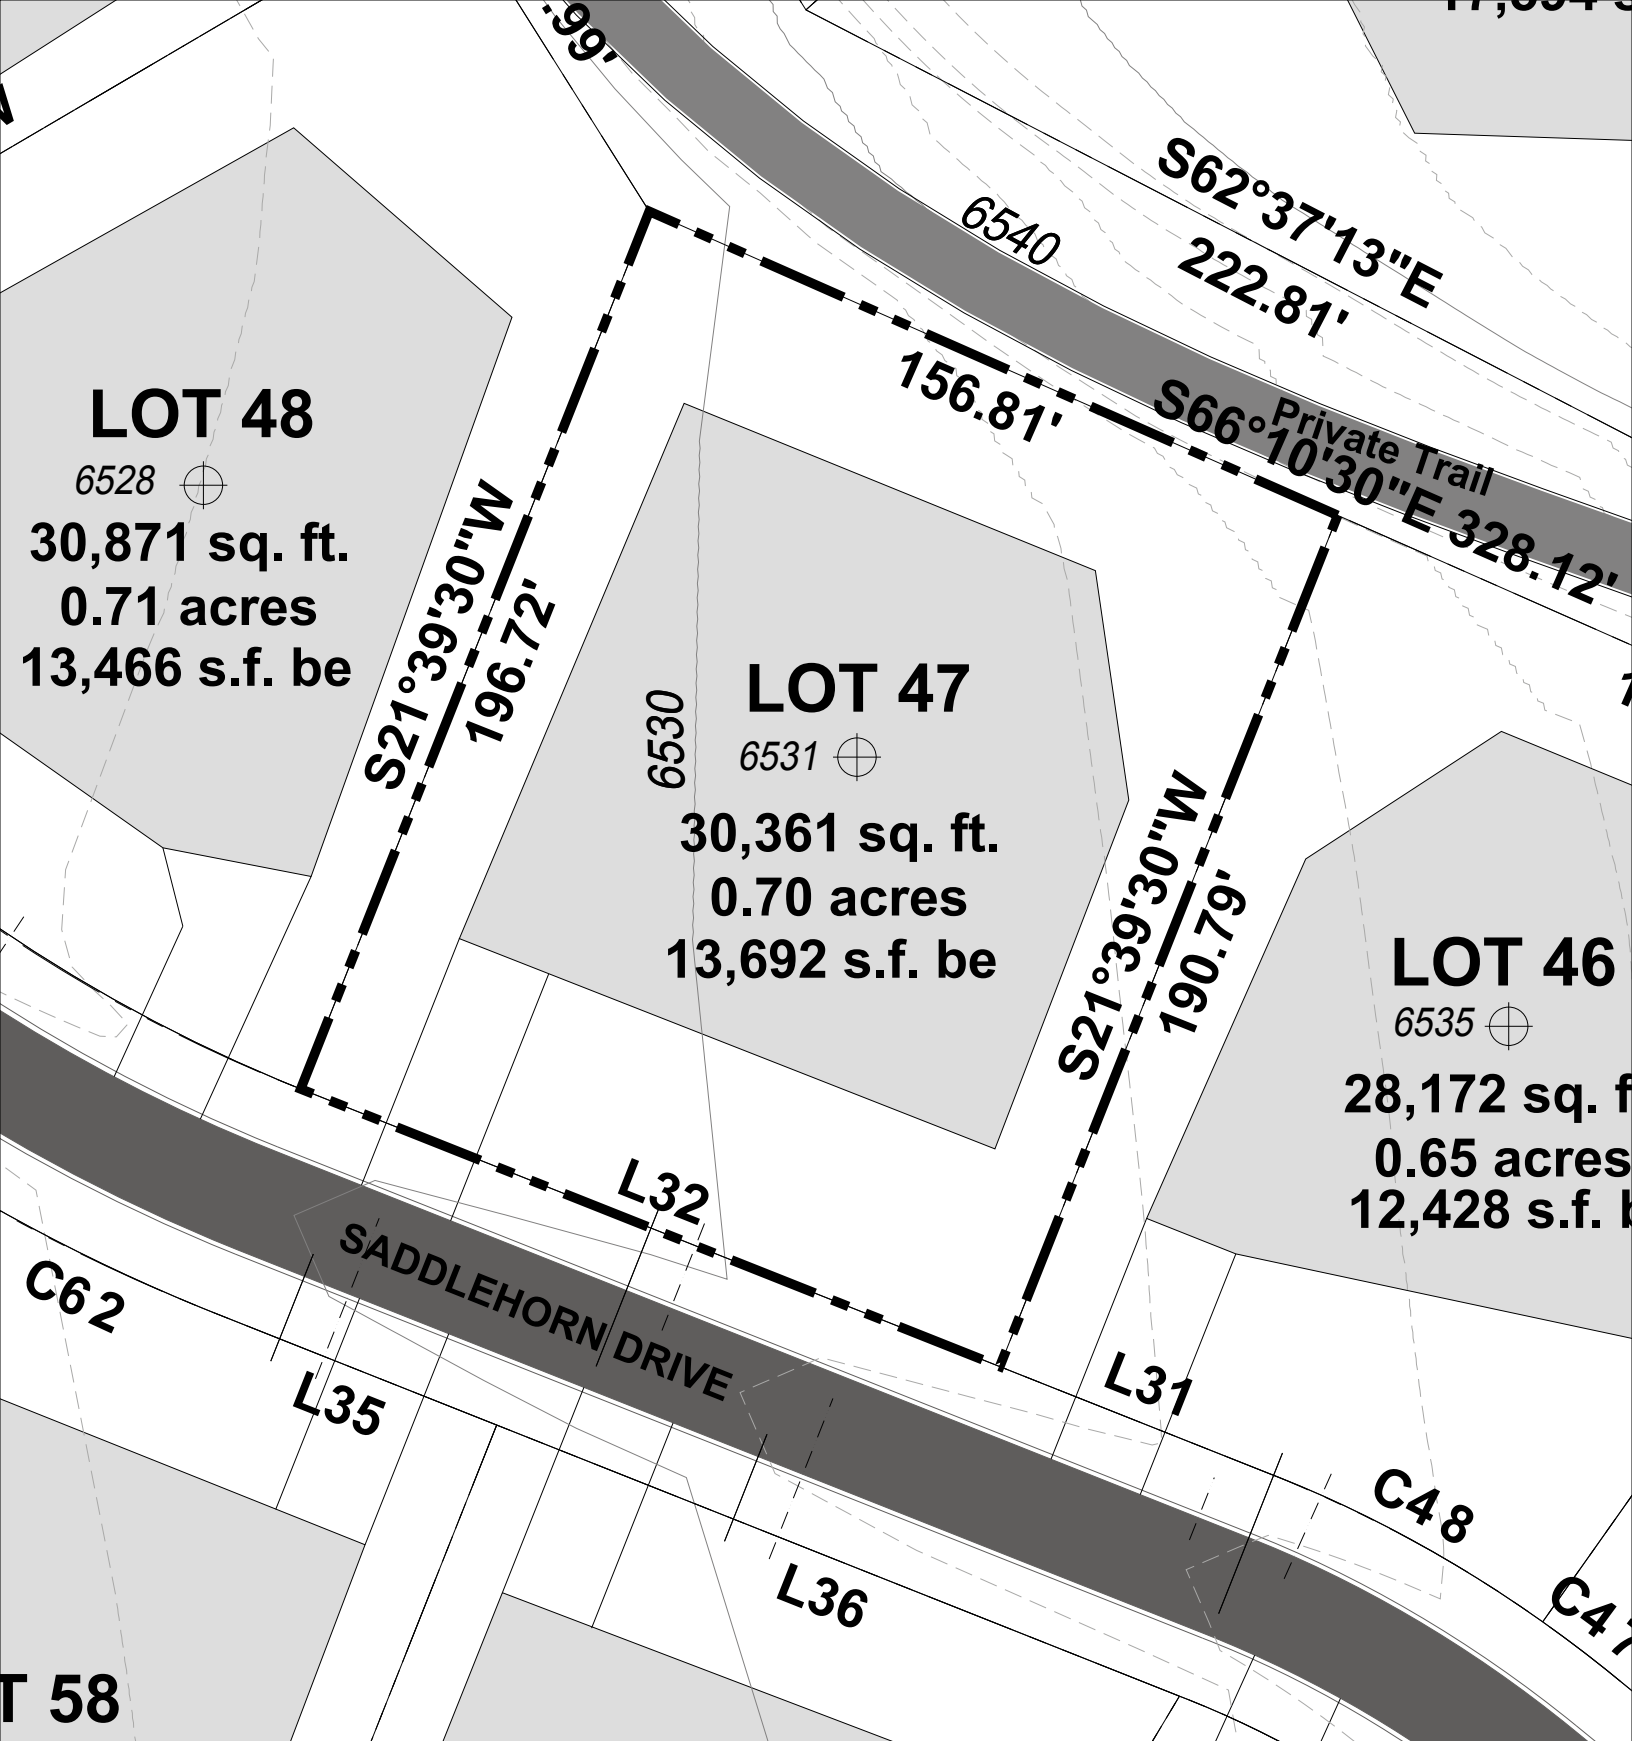 .99'
S62°37'13"E
222.81'
6540
156.81'
Private Trail
S66°10'30"E 328.12'
LOT 48
6528
30,871 sq. ft.
0.71 acres
13,466 s.f. be
S21°39'30"W
196.72'
LOT 47
6530
6531
30,361 sq. ft.
0.70 acres
13,692 s.f. be
S21°39'30"W
190.79'
LOT 46
6535
28,172 sq. f
0.65 acres
12,428 s.f. b
L32
SADDLEHORN DRIVE
C62
L35
L31
C48
L36
C47
T 58